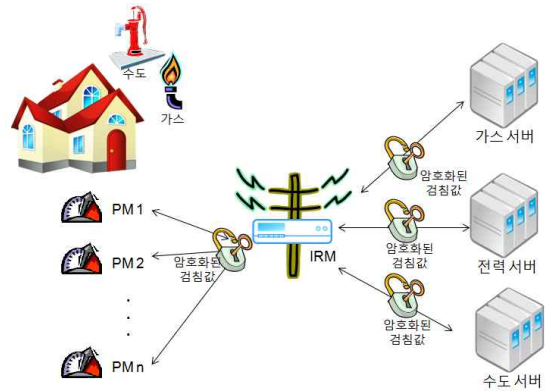 수도
가스
가스 서버
암호화된
검침값
PM 1
PM 2
암호화된
검침값
IRM
암호화된
검침값
전력 서버
.
.
.
암호화된
검침값
PM n
수도 서버